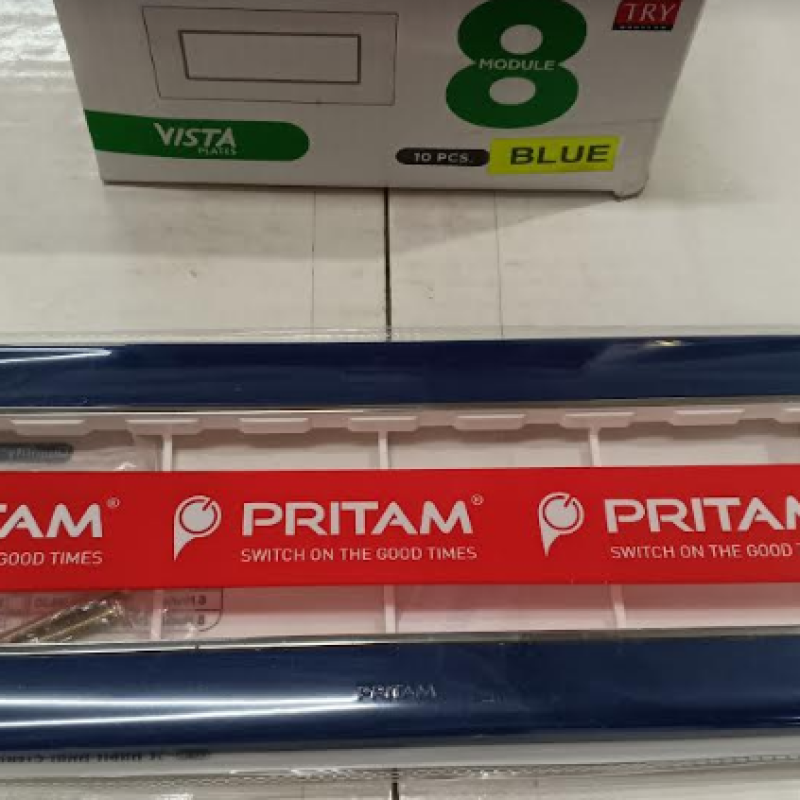 TRY
8
MODULE
VISTA
PLATES
10 PCS.
BLUE
TAM®
GOOD TIMES
PRITAM®
SWITCH ON THE GOOD TIMES
PRITAM
SWITCH ON THE GOOD
PRITAM